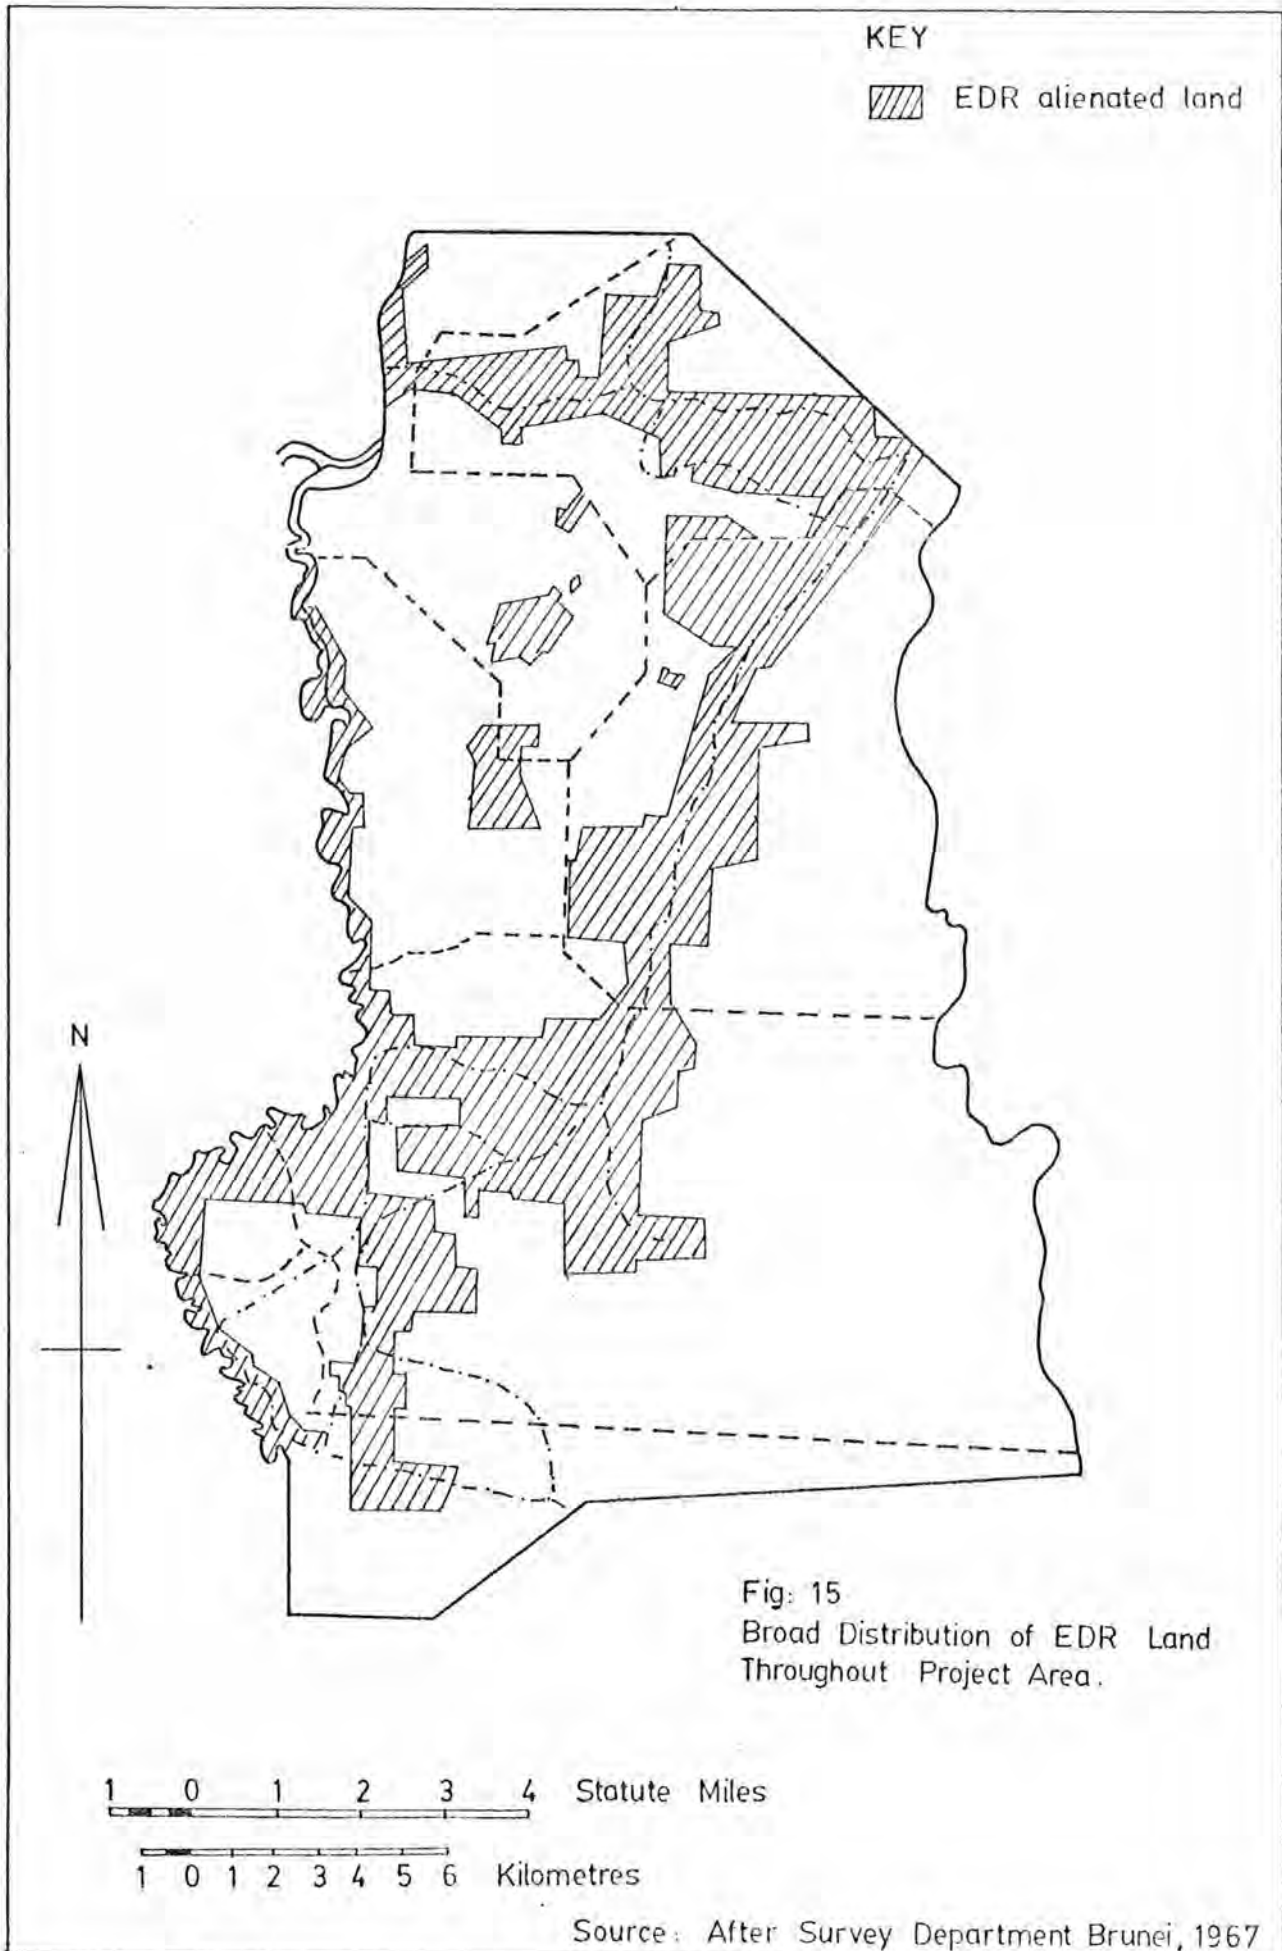 KEY
EDR alienated land
N
Fig: 15
Broad Distribution of EDR Land
Throughout Project Area.
1 0 1 2 3 4 Statute Miles
1 0 1 2 3 4 5 6 Kilometres
Source: After Survey Department Brunei, 1967